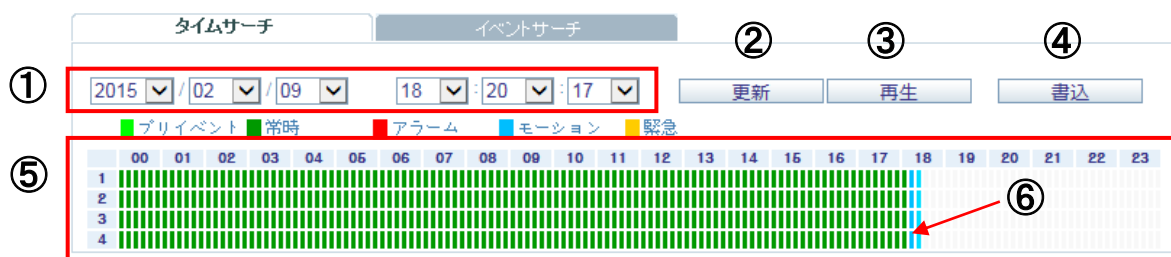 タイムサーチ イベントサーチ
② ③ ④
① 2015 / 02 / 09 18 : 20 : 17 更新 再生 書込
プリイベント 常時 アラーム モーション 緊急
00 01 02 03 04 05 06 07 08 09 10 11 12 13 14 15 16 17 18 19 20 21 22 23
⑤ 1
2
3 ⑥
4